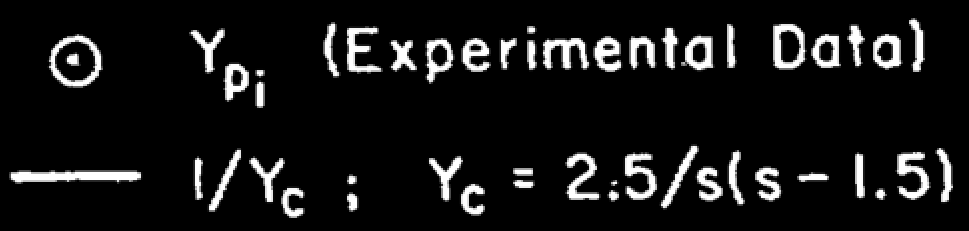 Y_{p_i} (Experimental Data)
1/Y_c ; Y_c = 2.5/s(s - 1.5)